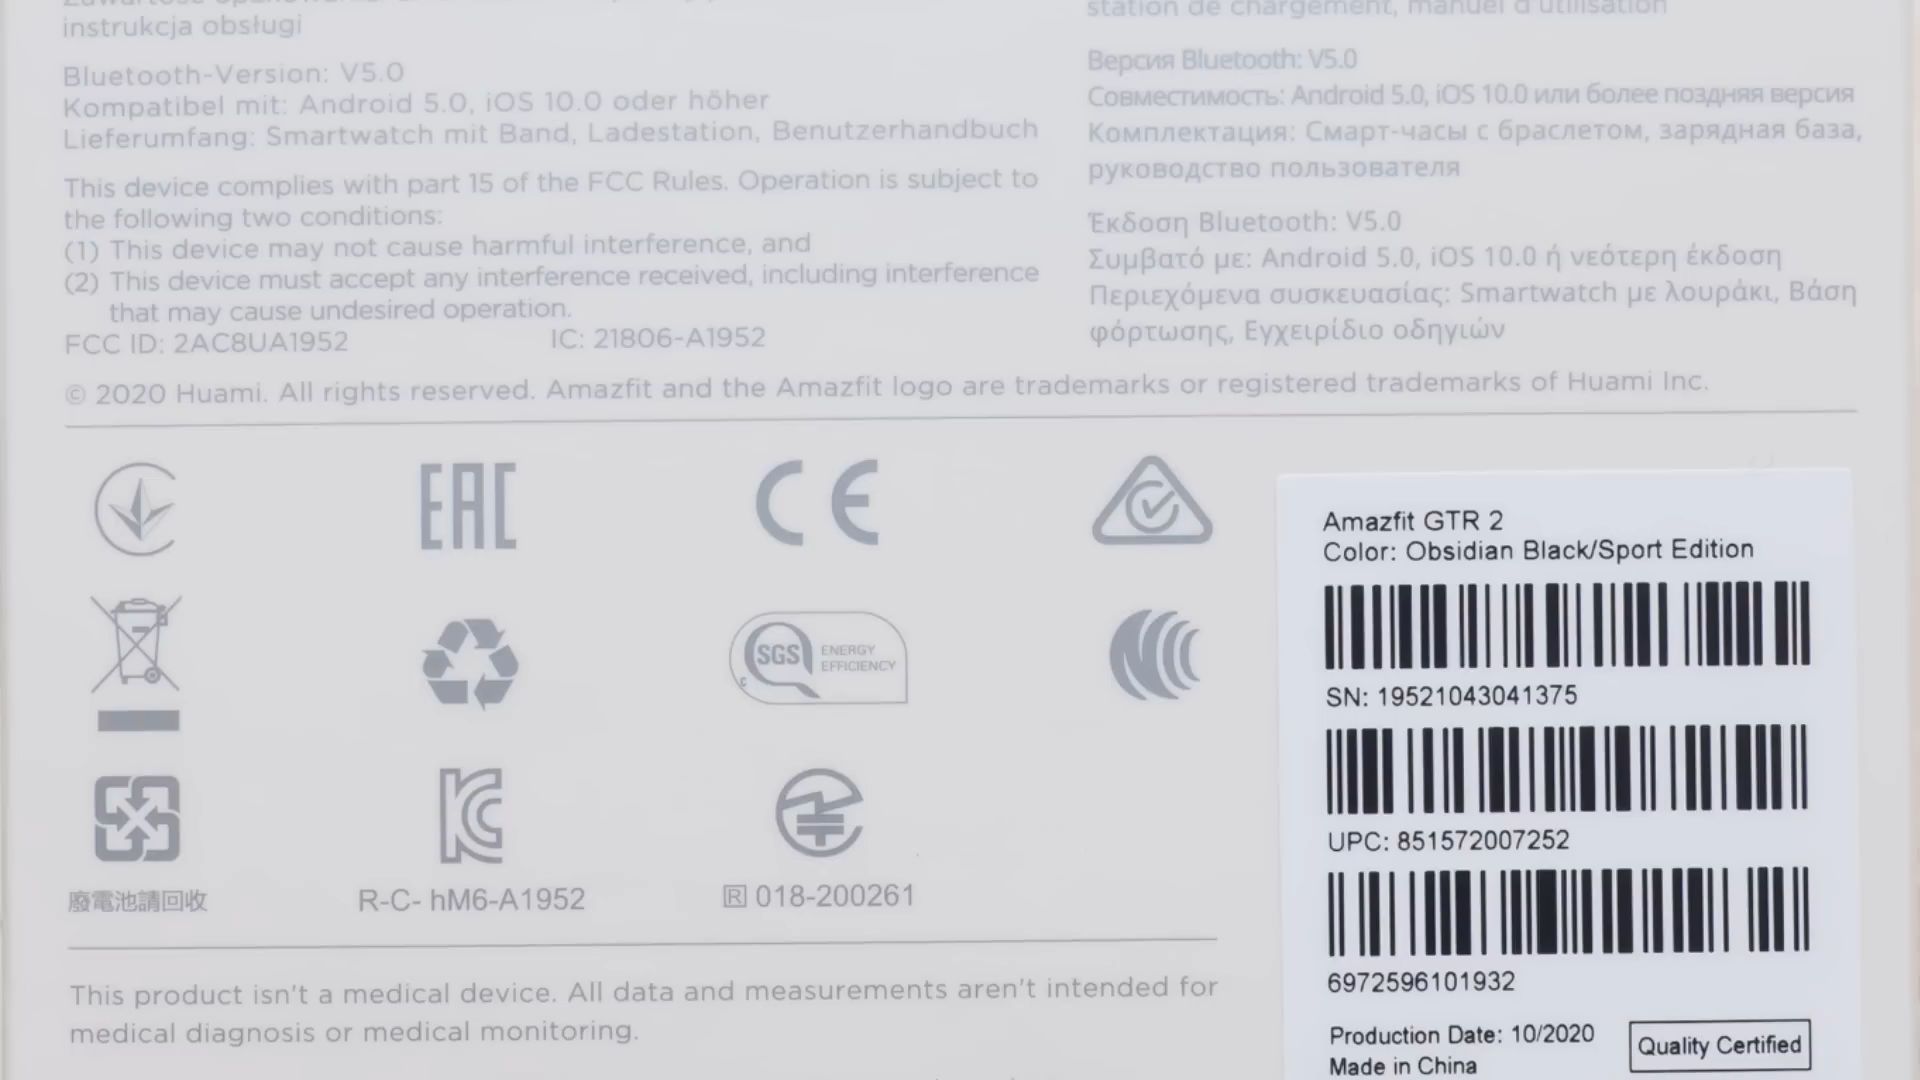 instrukcja obsługi
Bluetooth-Version: V5.0
Kompatibel mit: Android 5.0, iOS 10.0 oder höher
Lieferumfang: Smartwatch mit Band, Ladestation, Benutzerhandbuch
This device complies with part 15 of the FCC Rules. Operation is subject to
the following two conditions:
(1) This device may not cause harmful interference, and
(2) This device must accept any interference received, including interference
that may cause undesired operation.
FCC ID: 2AC8UA1952 IC: 21806-A1952
station de chargement, manuel d'utilisation
Версия Bluetooth: V5.0
Совместимость: Android 5.0, iOS 10.0 или более поздняя версия
Комплектация: Смарт-часы с браслетом, зарядная база,
руководство пользователя
Έκδοση Bluetooth: V5.0
Συμβατό με: Android 5.0, iOS 10.0 ή νεότερη έκδοση
Περιεχόμενα συσκευασίας: Smartwatch με λουράκι, Βάση
φόρτωσης, Εγχειρίδιο οδηγιών
© 2020 Huami. All rights reserved. Amazfit and the Amazfit logo are trademarks or registered trademarks of Huami Inc.
EAC
CE
SGS ENERGY
EFFICIENCY
廢電池請回收
R-C- hM6-A1952
R 018-200261
This product isn't a medical device. All data and measurements aren't intended for
medical diagnosis or medical monitoring.
Amazfit GTR 2
Color: Obsidian Black/Sport Edition
SN: 19521043041375
UPC: 851572007252
6972596101932
Production Date: 10/2020
Made in China
Quality Certified